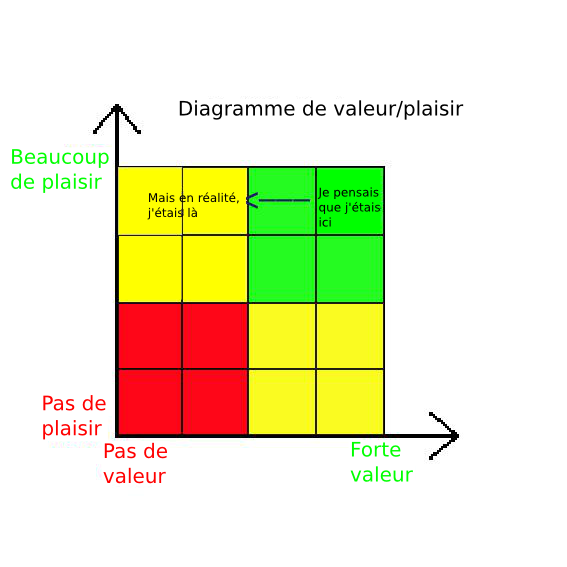 Diagramme de valeur/plaisir
Beaucoup
de plaisir
Mais en réalité,
j'étais là
Je pensais
que j'étais
ici
Pas de
plaisir
Pas de
valeur
Forte
valeur